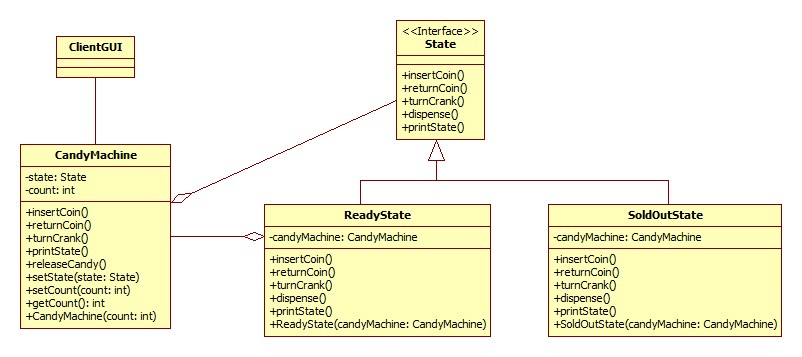 ClientGUI
<<Interface>>
State
+insertCoin()
+returnCoin()
+turnCrank()
+dispense()
+printState()
CandyMachine
-state: State
-count: int
+insertCoin()
+returnCoin()
+turnCrank()
+printState()
+releaseCandy()
+setState(state: State)
+setCount(count: int)
+getCount(): int
+CandyMachine(count: int)
ReadyState
-candyMachine: CandyMachine
+insertCoin()
+returnCoin()
+turnCrank()
+dispense()
+printState()
+ReadyState(candyMachine: CandyMachine)
SoldOutState
-candyMachine: CandyMachine
+insertCoin()
+returnCoin()
+turnCrank()
+dispense()
+printState()
+SoldOutState(candyMachine: CandyMachine)